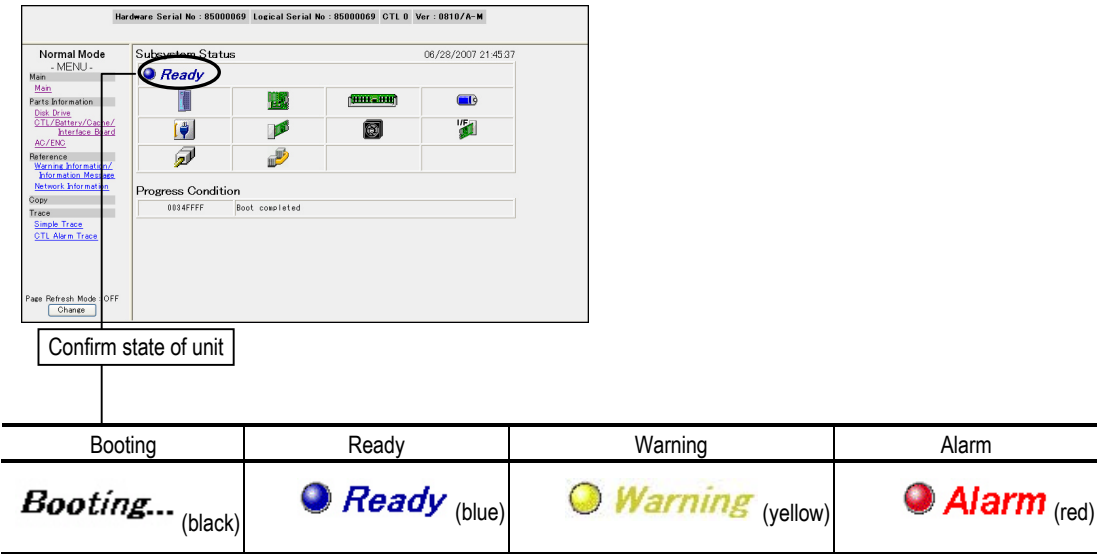 Hardware Serial No : 85000069 Logical Serial No : 85000069 CTL 0 Ver : 0810/A-M
Normal Mode
- MENU -
Main
Main
Parts Information
Disk Drive
CTL/Battery/Cache/
Interface Board
AC/ENC
Reference
Warning Information/
Information Message
Network Information
Copy
Trace
Simple Trace
CTL Alarm Trace
Page Refresh Mode : OFF
Change
Subsystem Status 06/28/2007 21:45:37
Ready
I/F
Progress Condition
0034FFFF Boot completed
Confirm state of unit
Booting Ready Warning Alarm
Booting... (black) Ready (blue) Warning (yellow) Alarm (red)